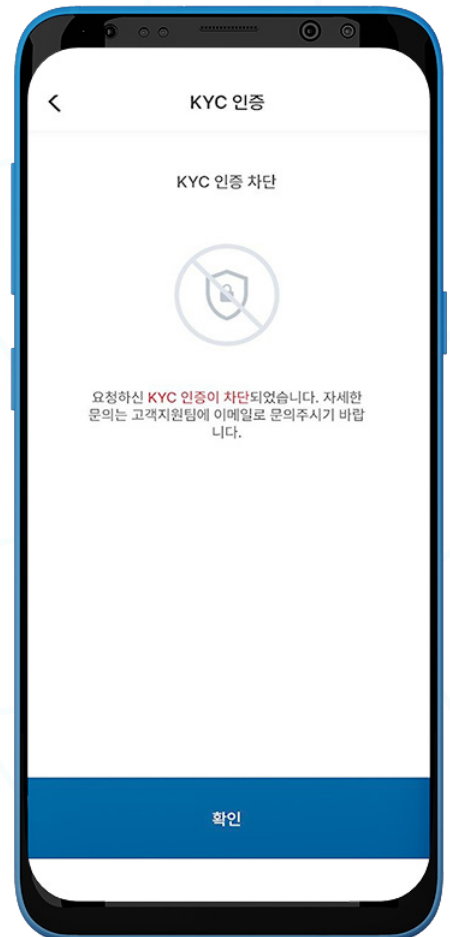 KYC 인증
KYC 인증 차단
요청하신 KYC 인증이 차단되었습니다. 자세한
문의는 고객지원팀에 이메일로 문의주시기 바랍
니다.
확인